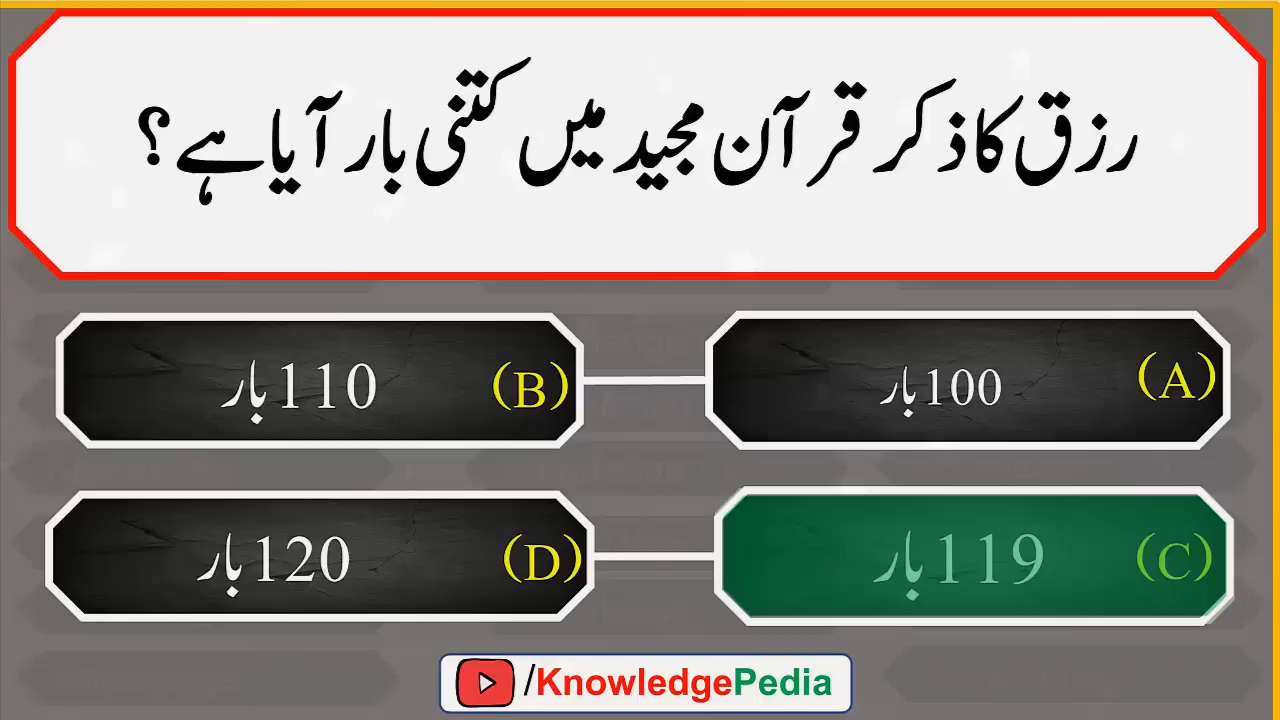 رزق کا ذکر قرآن مجید میں کتنی بار آیا ہے؟
(A) 100 بار
(B) 110 بار
(C) 119 بار
(D) 120 بار
/KnowledgePedia